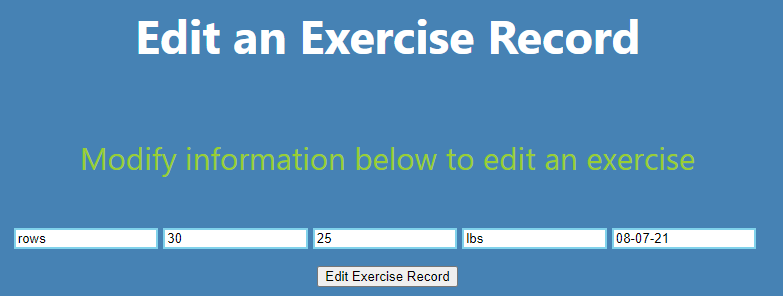 Edit an Exercise Record
Modify information below to edit an exercise
rows 30 25 lbs 08-07-21
Edit Exercise Record